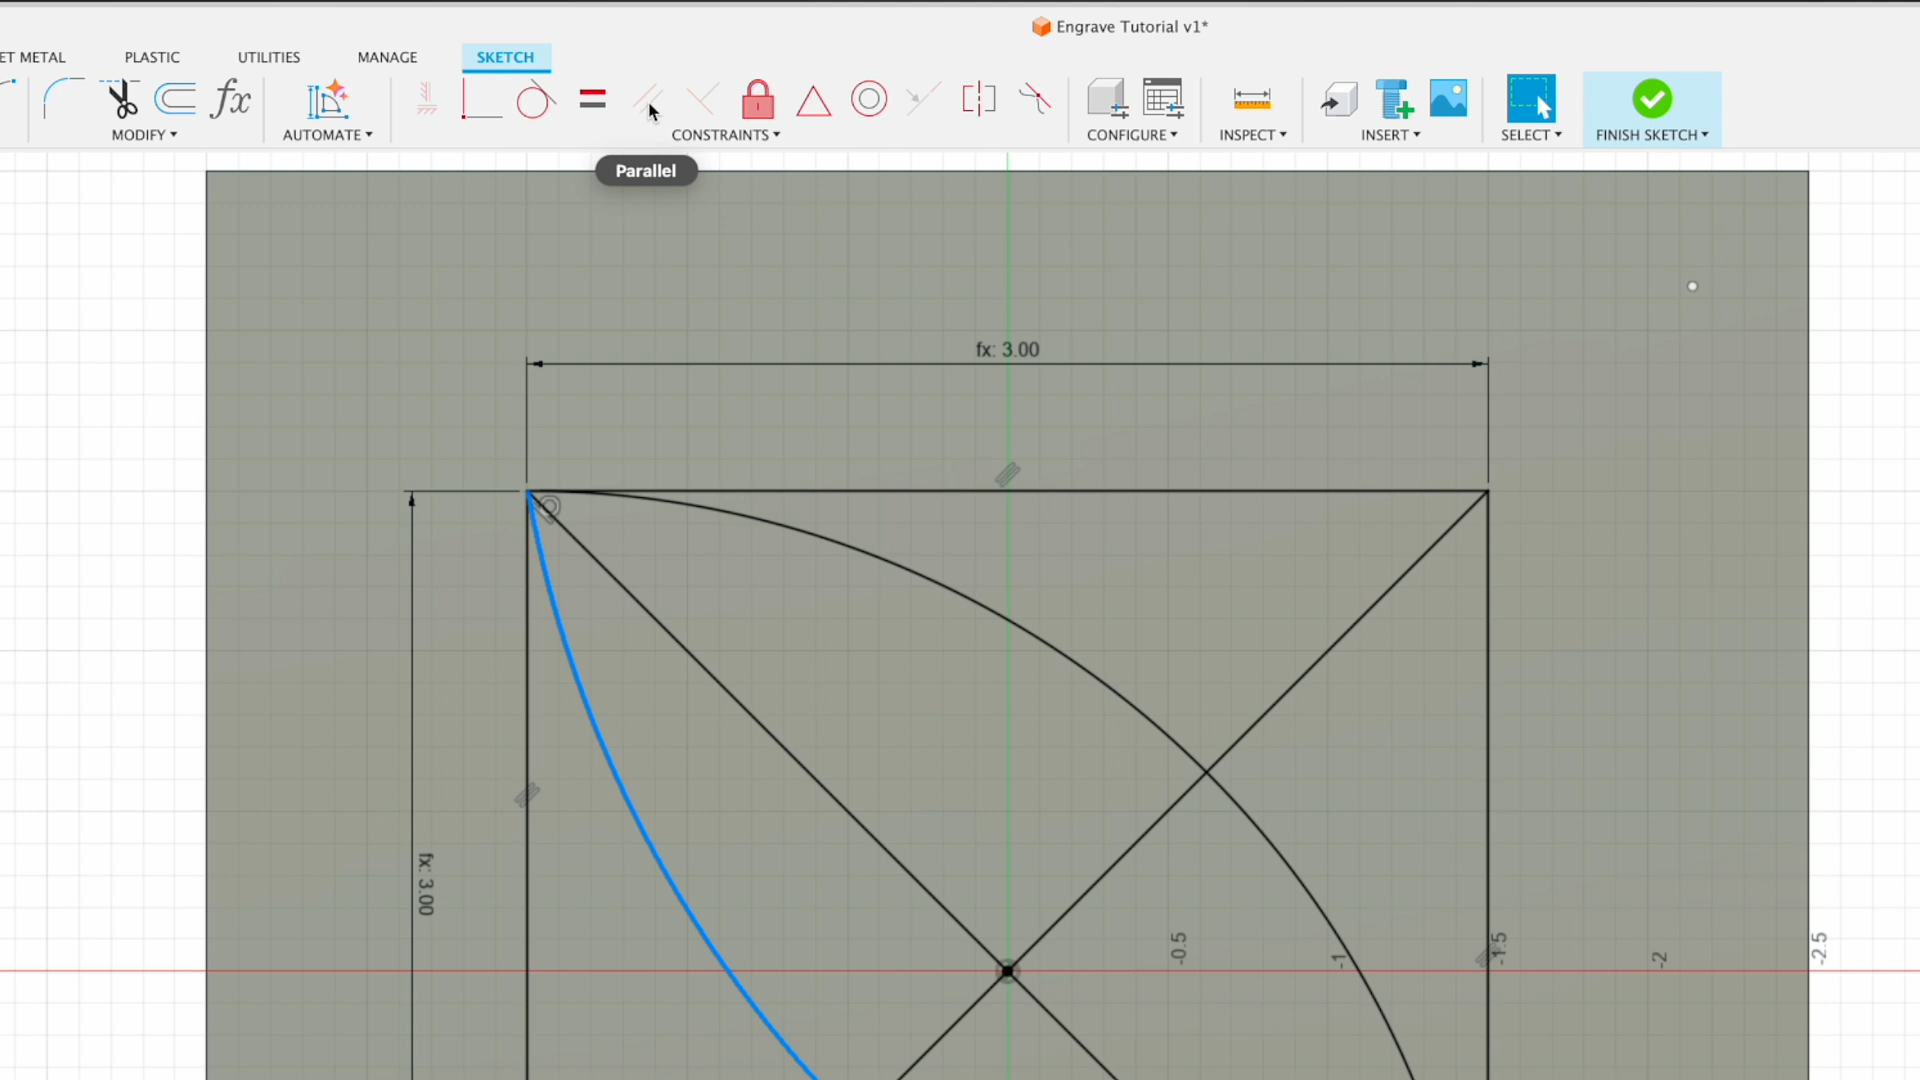 Engrave Tutorial v1*
ET METAL
PLASTIC
UTILITIES
MANAGE
SKETCH
fx
MODIFY
AUTOMATE
CONSTRAINTS
CONFIGURE
INSPECT
INSERT
SELECT
FINISH SKETCH
Parallel
fx: 3.00
fx: 3.00
-0.5
-1
-1.5
-2
-2.5